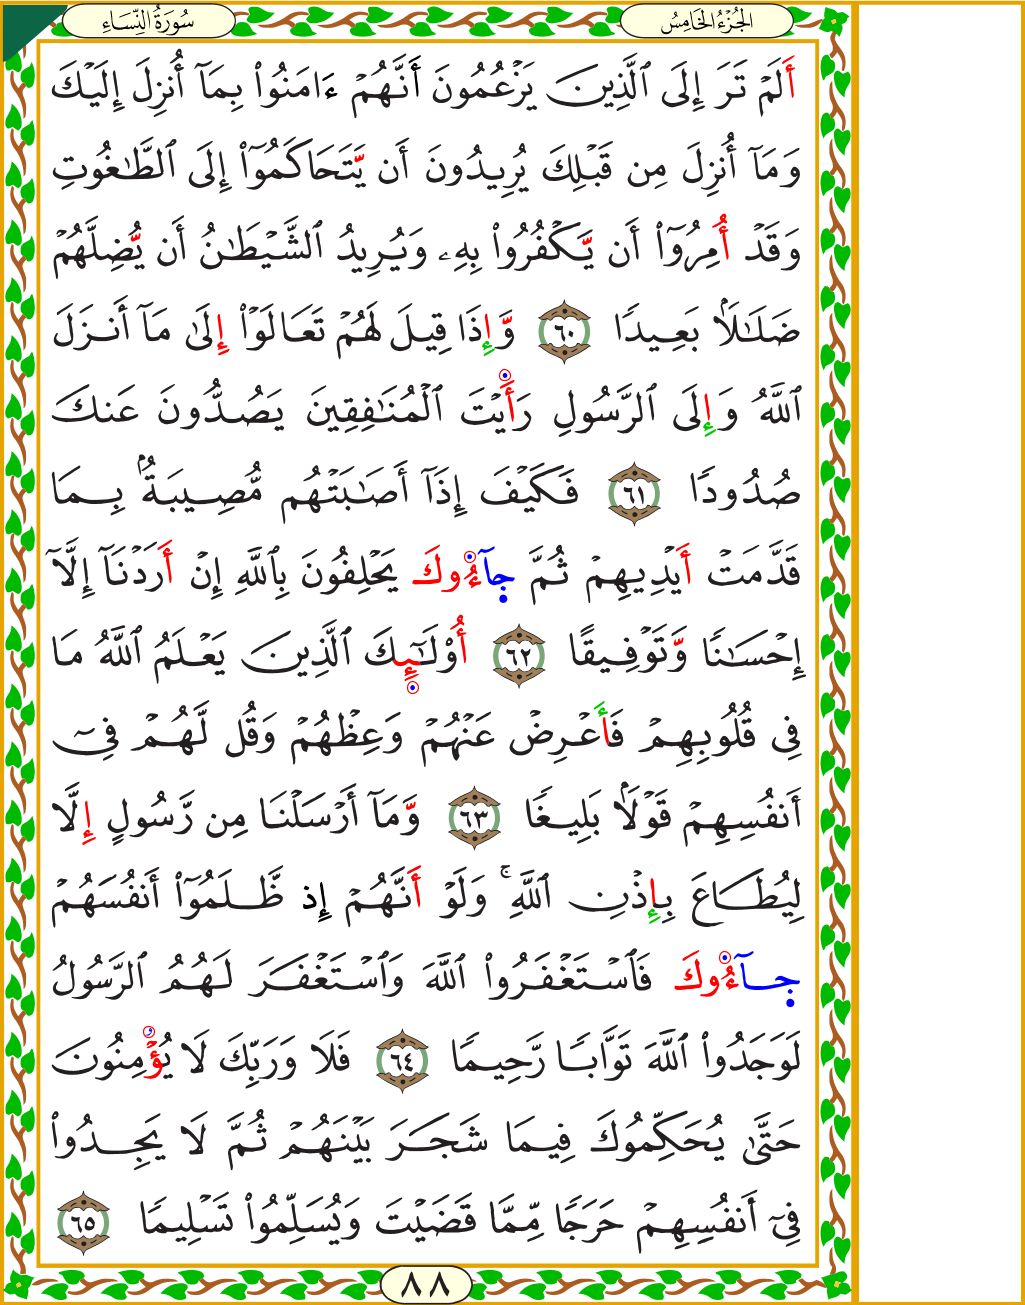 الجُزْءُ الخَامِسُ
سُورَةُ النِّسَاءِ
أَلَمْ تَرَ إِلَى ٱلَّذِينَ يَزْعُمُونَ أَنَّهُمْ ءَامَنُوا۟ بِمَآ أُنزِلَ إِلَيْكَ
وَمَآ أُنزِلَ مِن قَبْلِكَ يُرِيدُونَ أَن يَّتَحَاكَمُوٓا۟ إِلَى ٱلطَّـٰغُوتِ
وَقَدْ أُمِرُوٓا۟ أَن يَّكْفُرُوا۟ بِهِۦ وَيُرِيدُ ٱلشَّيْطَـٰنُ أَن يُّضِلَّهُمْ
ضَلَـٰلَۢا بَعِيدًا ٦٠ وَّإِذَا قِيلَ لَهُمْ تَعَالَوْا۟ إِلَىٰ مَآ أَنزَلَ
ٱللَّهُ وَإِلَى ٱلرَّسُولِ رَأَيْتَ ٱلْمُنَـٰفِقِينَ يَصُدُّونَ عَنكَ
صُدُودًا ٦١ فَكَيْفَ إِذَآ أَصَـٰبَتْهُم مُّصِيبَةُۢ بِمَا
قَدَّمَتْ أَيْدِيهِمْ ثُمَّ جَآءُوكَ يَحْلِفُونَ بِٱللَّهِ إِنْ أَرَدْنَآ إِلَّآ
إِحْسَـٰنًا وَّتَوْفِيقًا ٦٢ أُو۟لَـٰٓئِكَ ٱلَّذِينَ يَعْلَمُ ٱللَّهُ مَا
فِى قُلُوبِهِمْ فَأَعْرِضْ عَنْهُمْ وَعِظْهُمْ وَقُل لَّهُمْ فِىٓ
أَنفُسِهِمْ قَوْلَۢا بَلِيغًا ٦٣ وَّمَآ أَرْسَلْنَا مِن رَّسُولٍ إِلَّا
لِيُطَاعَ بِإِذْنِ ٱللَّهِ ۚ وَلَوْ أَنَّهُمْ إِذ ظَّلَمُوٓا۟ أَنفُسَهُمْ
جَآءُوكَ فَٱسْتَغْفَرُوا۟ ٱللَّهَ وَٱسْتَغْفَرَ لَهُمُ ٱلرَّسُولُ
لَوَجَدُوا۟ ٱللَّهَ تَوَّابًا رَّحِيمًا ٦٤ فَلَا وَرَبِّكَ لَا يُؤْمِنُونَ
حَتَّىٰ يُحَكِّمُوكَ فِيمَا شَجَرَ بَيْنَهُمْ ثُمَّ لَا يَجِدُوا۟
فِىٓ أَنفُسِهِمْ حَرَجًا مِّمَّا قَضَيْتَ وَيُسَلِّمُوا۟ تَسْلِيمًا ٦٥
٨٨